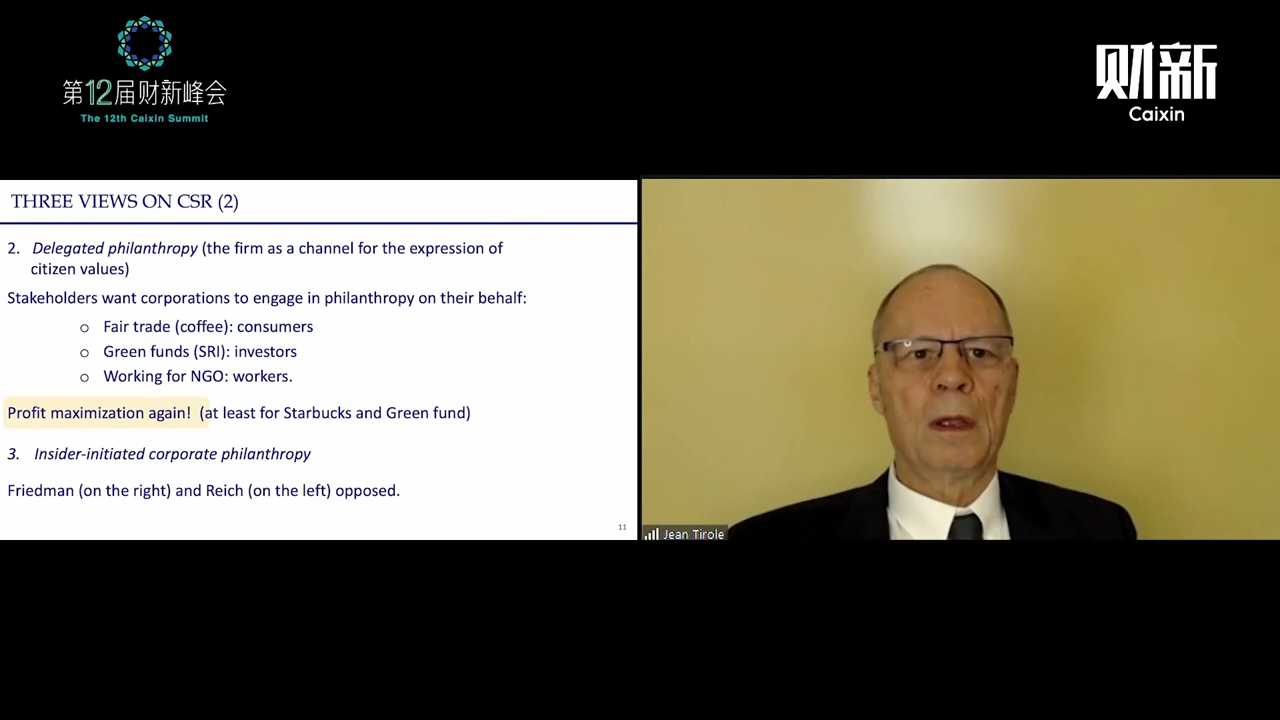 第12届财新峰会
The 12th Caixin Summit
财新
Caixin
THREE VIEWS ON CSR (2)
2. Delegated philanthropy (the firm as a channel for the expression of
citizen values)
Stakeholders want corporations to engage in philanthropy on their behalf:
o Fair trade (coffee): consumers
o Green funds (SRI): investors
o Working for NGO: workers.
Profit maximization again! (at least for Starbucks and Green fund)
3. Insider-initiated corporate philanthropy
Friedman (on the right) and Reich (on the left) opposed.
11
Jean Tirole